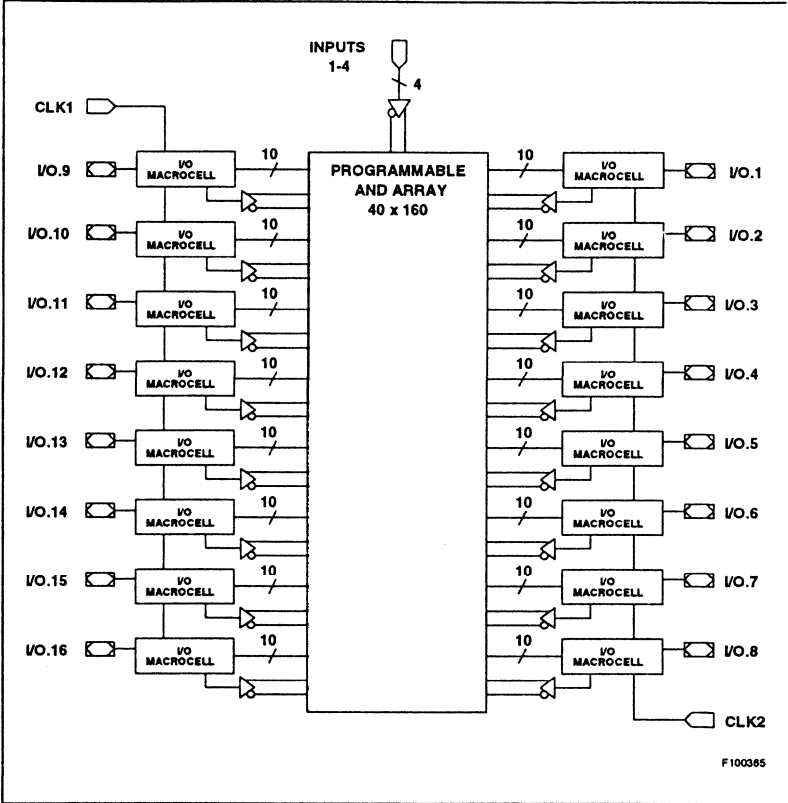 INPUTS
1-4
4
CLK1
I/O.9
I/O
MACROCELL
10
PROGRAMMABLE
AND ARRAY
40 x 160
10
I/O
MACROCELL
I/O.1
I/O.10
I/O
MACROCELL
10
10
I/O
MACROCELL
I/O.2
I/O.11
I/O
MACROCELL
10
10
I/O
MACROCELL
I/O.3
I/O.12
I/O
MACROCELL
10
10
I/O
MACROCELL
I/O.4
I/O.13
I/O
MACROCELL
10
10
I/O
MACROCELL
I/O.5
I/O.14
I/O
MACROCELL
10
10
I/O
MACROCELL
I/O.6
I/O.15
I/O
MACROCELL
10
10
I/O
MACROCELL
I/O.7
I/O.16
I/O
MACROCELL
10
10
I/O
MACROCELL
I/O.8
CLK2
F100365